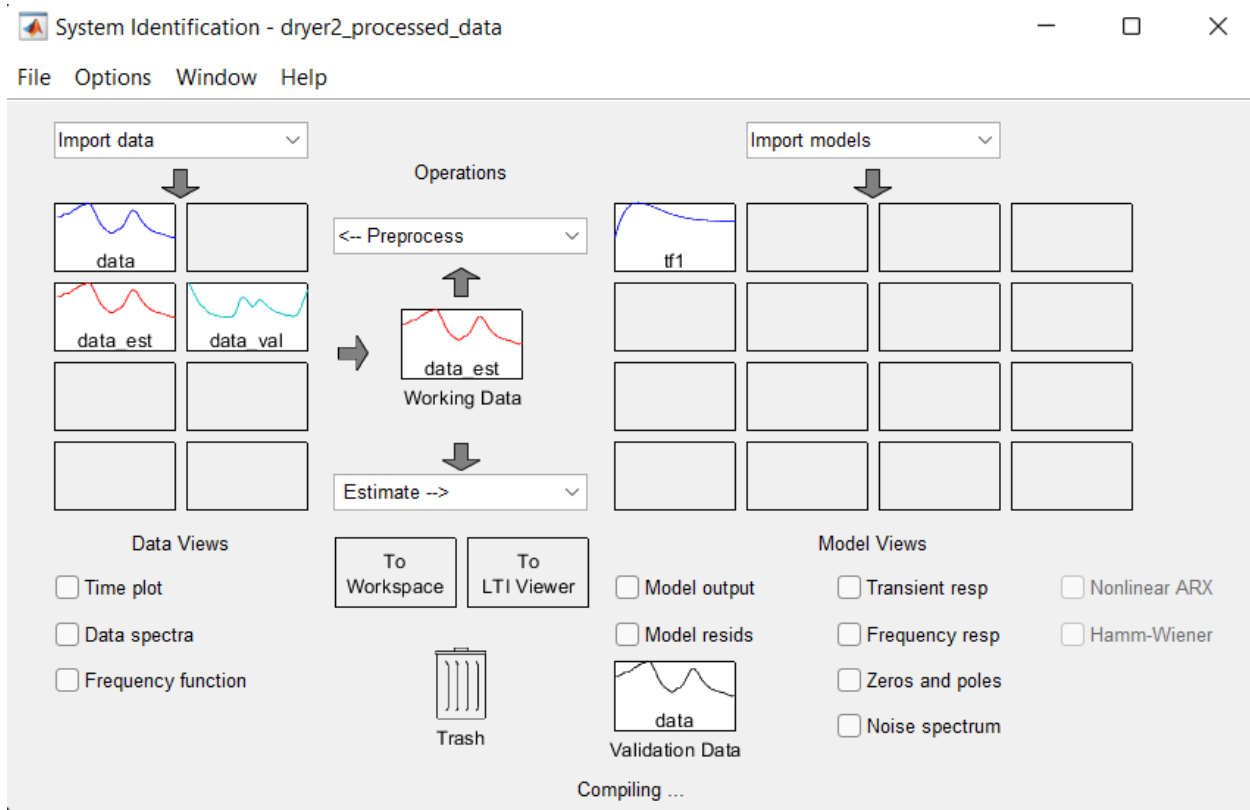 System Identification - dryer2_processed_data
File Options Window Help
Import data
Import models
Operations
<-- Preprocess
data
tf1
data_est
data_val
data_est
Working Data
Estimate -->
Data Views
Model Views
To
Workspace
To
LTI Viewer
Time plot
Data spectra
Frequency function
Model output
Transient resp
Nonlinear ARX
Model resids
Frequency resp
Hamm-Wiener
Zeros and poles
Noise spectrum
data
Trash
Validation Data
Compiling ...